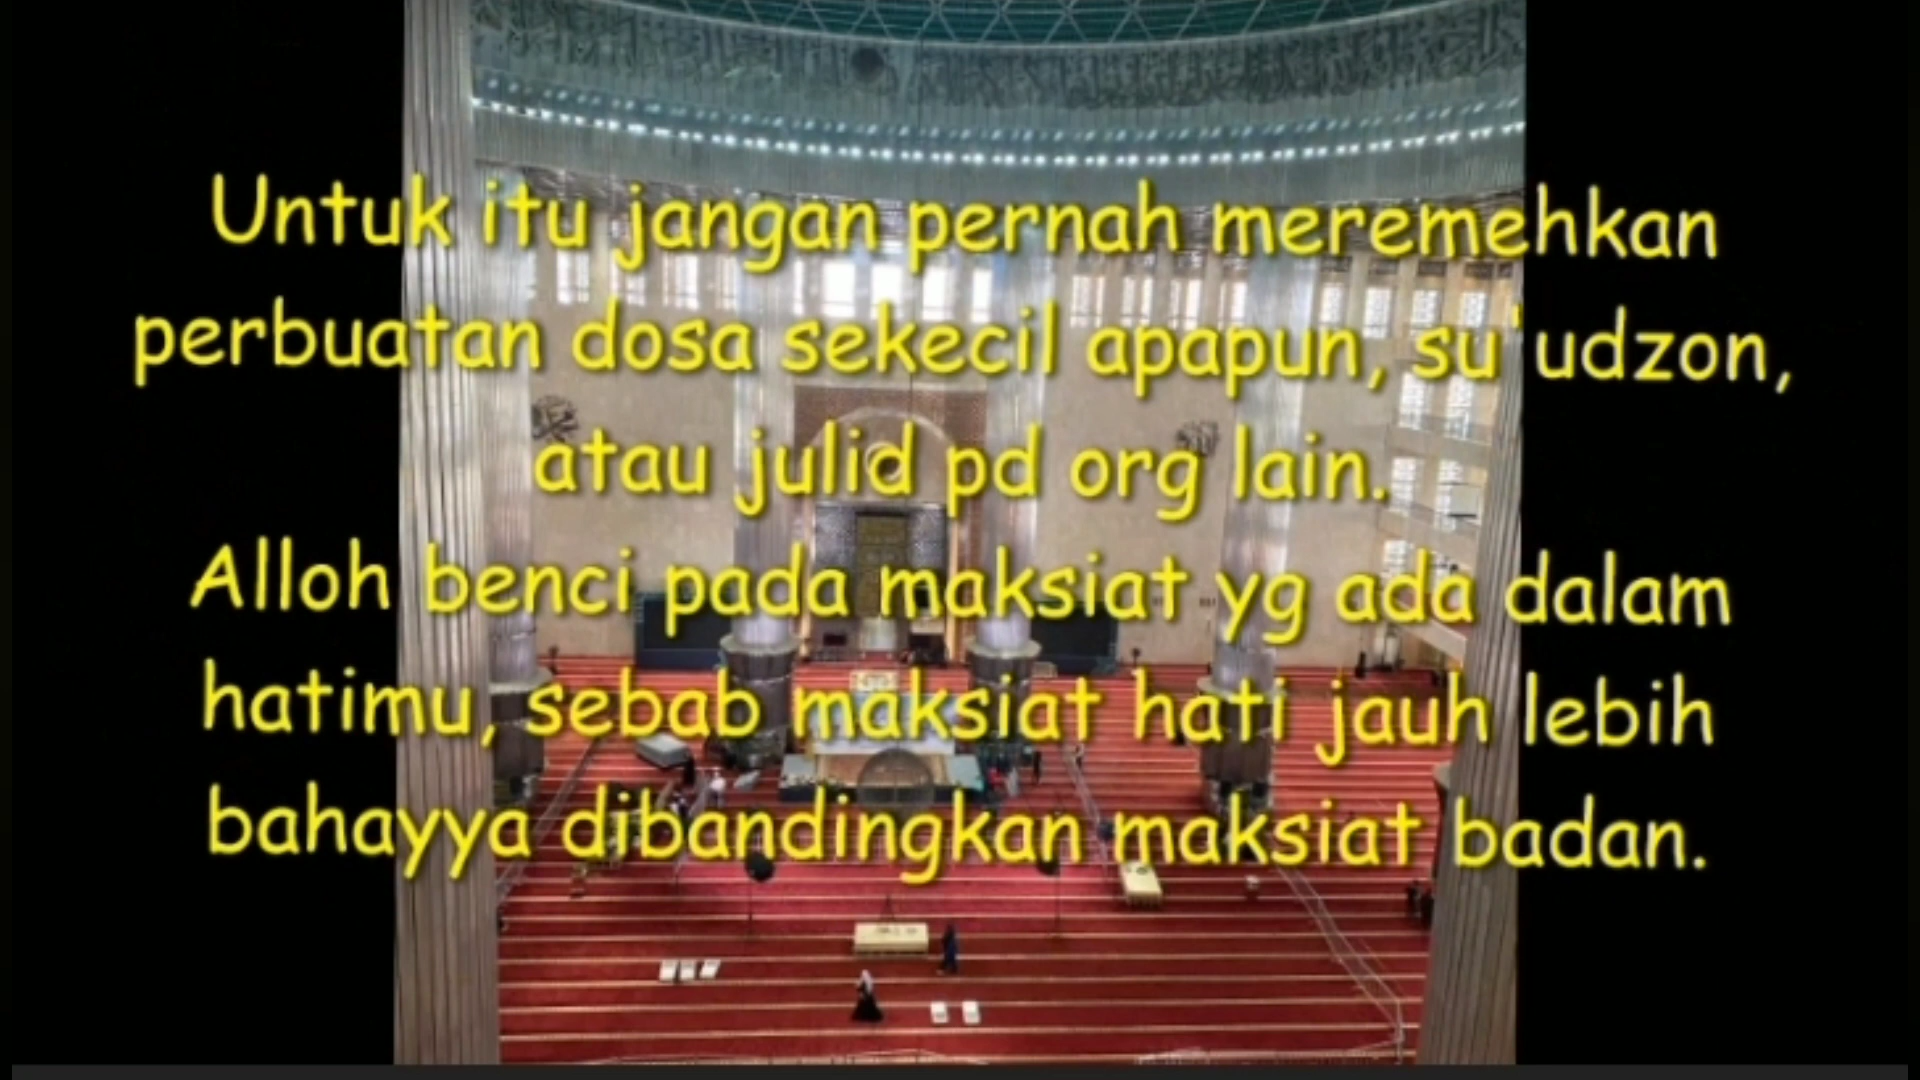 Untuk itu jangan pernah meremehkan
perbuatan dosa sekecil apapun, su'udzon,
atau julid pd org lain.
Alloh benci pada maksiat yg ada dalam
hatimu, sebab maksiat hati jauh lebih
bahayya dibandingkan maksiat badan.